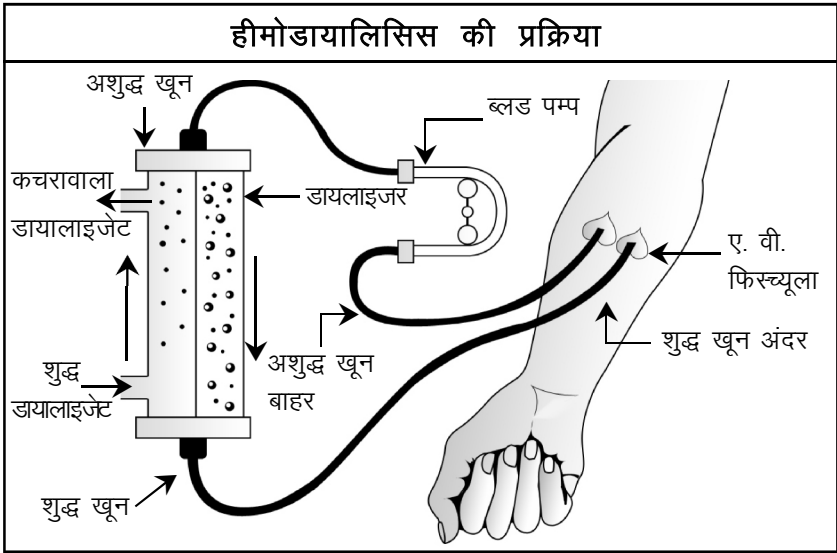 हीमोडायालिसिस की प्रक्रिया
अशुद्ध खून
ब्लड पम्प
कचरावाला
डायालाइजेट
डायलाइजर
ए. वी.
फिस्च्यूला
शुद्ध
डायालाइजेट
अशुद्ध खून
बाहर
शुद्ध खून अंदर
शुद्ध खून